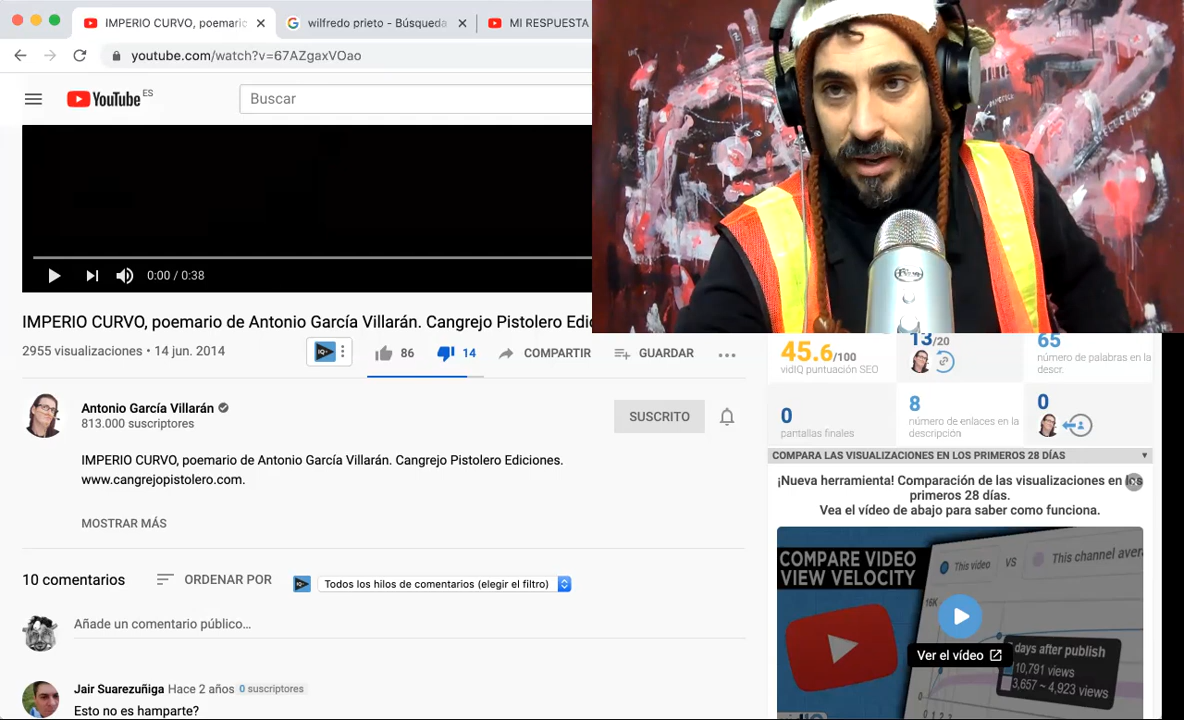 IMPERIO CURVO, poemario
wilfredo prieto - Búsqueda
MI RESPUESTA
youtube.com/watch?v=67AZgaxVOao
YouTube ES
Buscar
0:00 / 0:38
IMPERIO CURVO, poemario de Antonio García Villarán. Cangrejo Pistolero Edic
2955 visualizaciones • 14 jun. 2014
IQ
86
14
COMPARTIR
GUARDAR
Antonio García Villarán
813.000 suscriptores
SUSCRITO
IMPERIO CURVO, poemario de Antonio García Villarán. Cangrejo Pistolero Ediciones.
www.cangrejopistolero.com.
MOSTRAR MÁS
10 comentarios
ORDENAR POR
IQ
Todos los hilos de comentarios (elegir el filtro)
Añade un comentario público...
Jair Suarezuñiga Hace 2 años 0 suscriptores
Esto no es hamparte?
45.6/100
vidIQ puntuación SEO
13/20
65
número de palabras en la
descr.
0
pantallas finales
8
número de enlaces en la
descripción
0
COMPARA LAS VISUALIZACIONES EN LOS PRIMEROS 28 DÍAS
¡Nueva herramienta! Comparación de las visualizaciones en los
primeros 28 días.
Vea el vídeo de abajo para saber como funciona.
COMPARE VIDEO
VIEW VELOCITY
This video
VS
This channel avera
16K
Ver el vídeo
days after publish
10,791 views
3,657 ~ 4,923 views
0 1 2 3